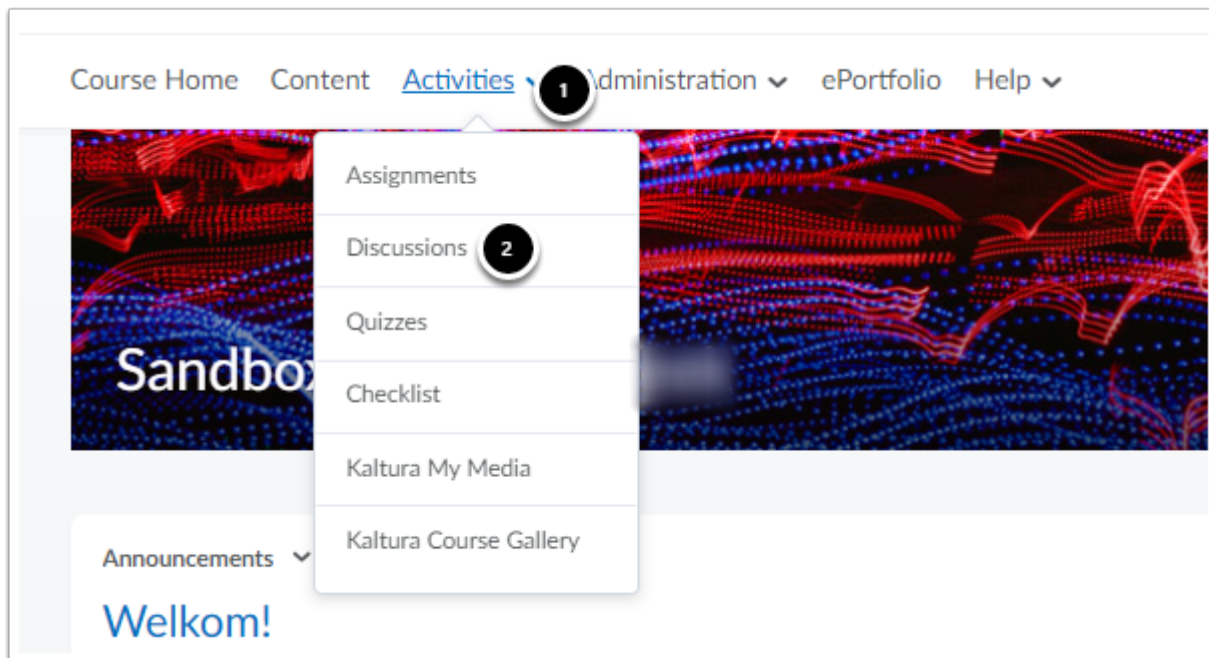 Course Home Content Activities 1 Administration ePortfolio Help
Assignments
Discussions 2
Quizzes
Sandbox
Checklist
Kaltura My Media
Kaltura Course Gallery
Announcements
Welkom!